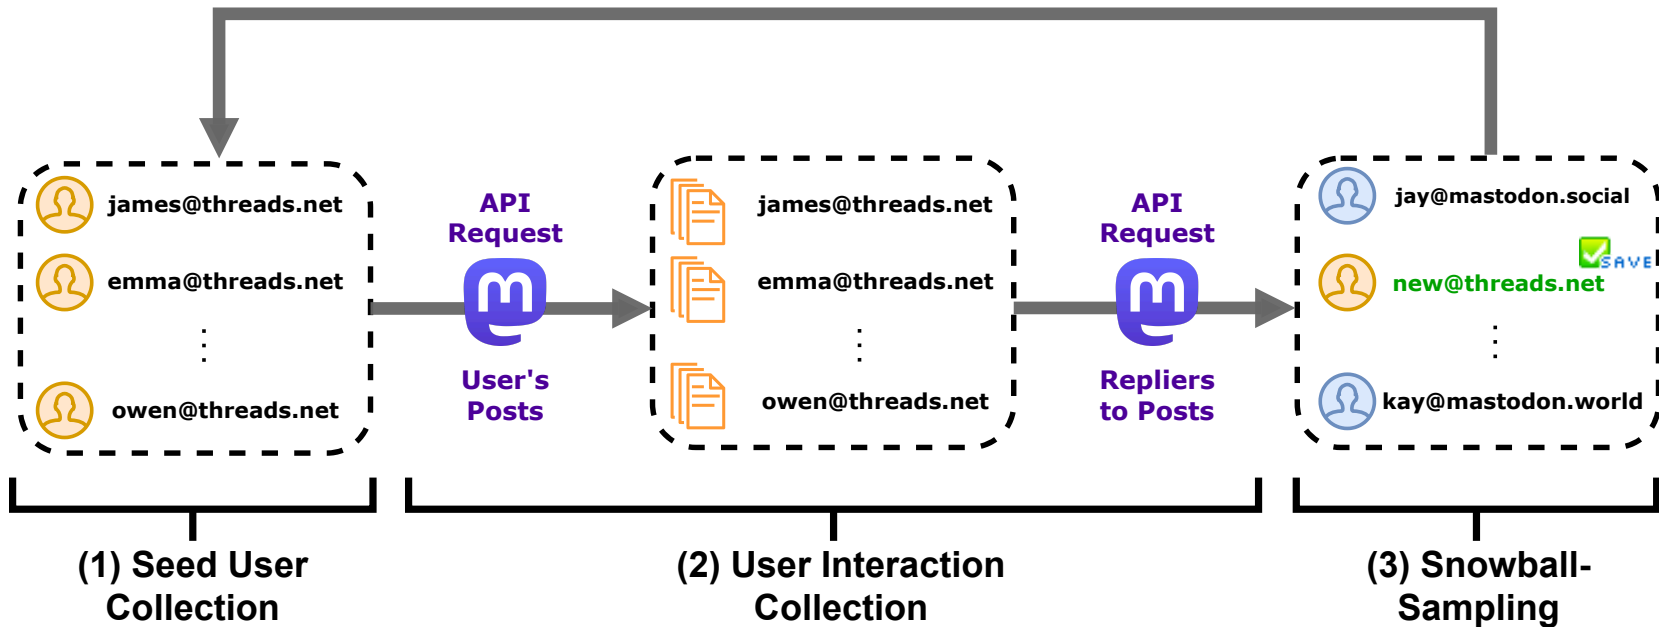 james@threads.net
emma@threads.net
owen@threads.net
API
Request
User's
Posts
james@threads.net
emma@threads.net
owen@threads.net
API
Request
Repliers
to Posts
jay@mastodon.social
SAVE
new@threads.net
kay@mastodon.world
(1) Seed User
Collection
(2) User Interaction
Collection
(3) Snowball-
Sampling